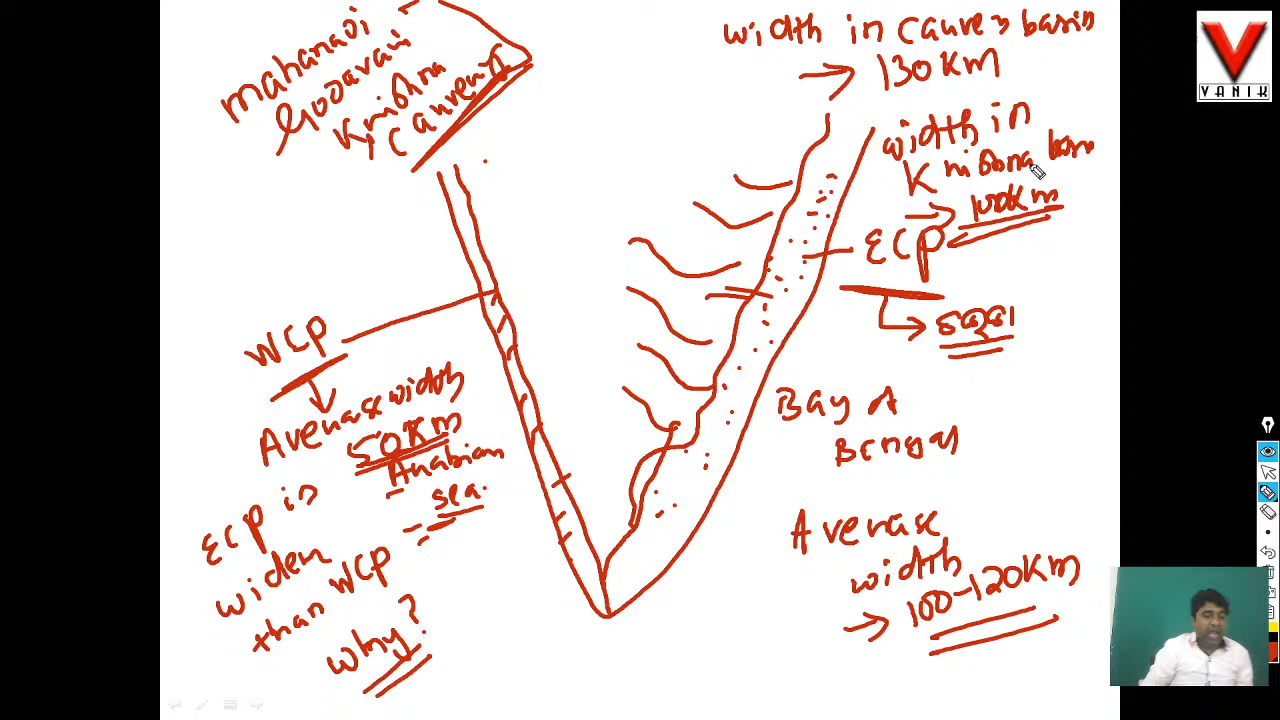 mahanadi
Godavari
Krishna
Cauvery
width in Cauvery basin
130 KM
width in
Krishna basin
100 KM
ECP
WCP
Average width
50 KM
Arabian
sea
ECP is
wider
than WCP
why?
Bay of
Bengal
Average
width
100-120 KM
V
VANIK